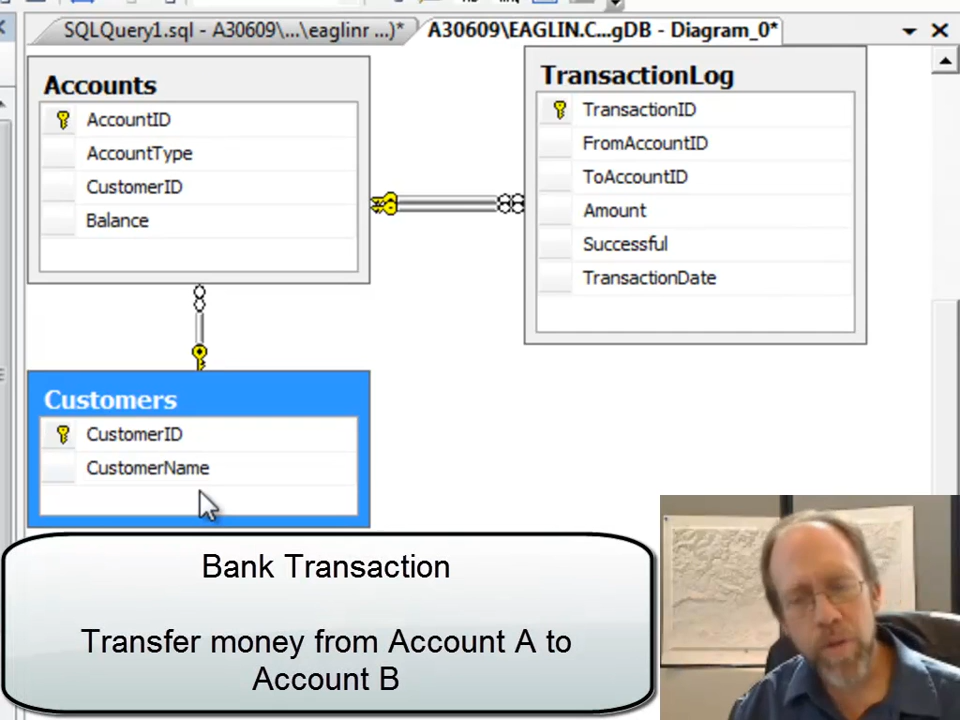 SQLQuery1.sql - A30609\...\eaglinr ...)*
A30609\EAGLIN.C...gDB - Diagram_0*
Accounts
AccountID
AccountType
CustomerID
Balance
TransactionLog
TransactionID
FromAccountID
ToAccountID
Amount
Successful
TransactionDate
Customers
CustomerID
CustomerName
Bank Transaction
Transfer money from Account A to
Account B